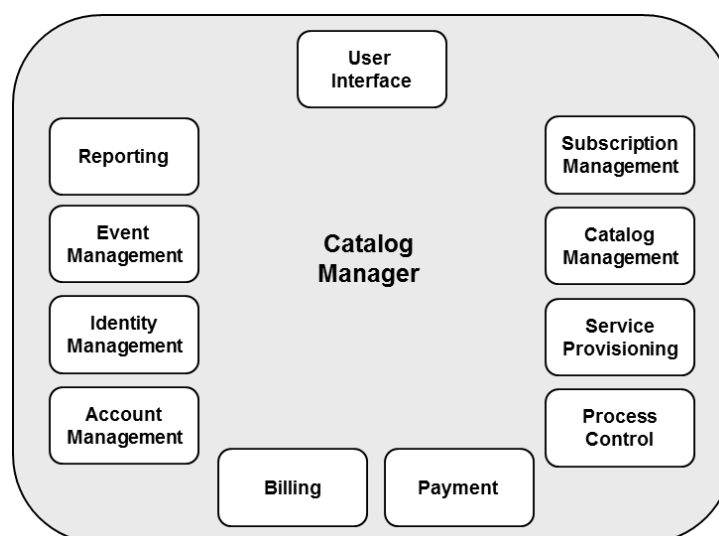 User
Interface
Reporting
Subscription
Management
Event
Management
Catalog
Manager
Catalog
Management
Identity
Management
Service
Provisioning
Account
Management
Process
Control
Billing
Payment